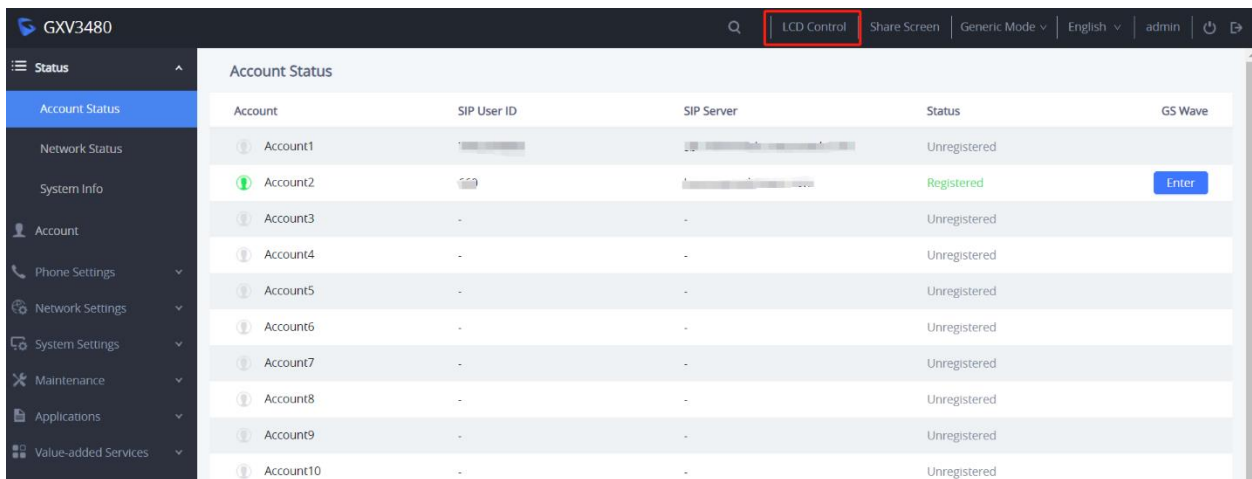 GXV3480 LCD Control Share Screen Generic Mode English admin
Status
Account Status
Network Status
System Info
Account
Phone Settings
Network Settings
System Settings
Maintenance
Applications
Value-added Services
Account Status
Account SIP User ID SIP Server Status GS Wave
Account1 Unregistered
Account2 Registered Enter
Account3 - - Unregistered
Account4 - - Unregistered
Account5 - - Unregistered
Account6 - - Unregistered
Account7 - - Unregistered
Account8 - - Unregistered
Account9 - - Unregistered
Account10 - - Unregistered